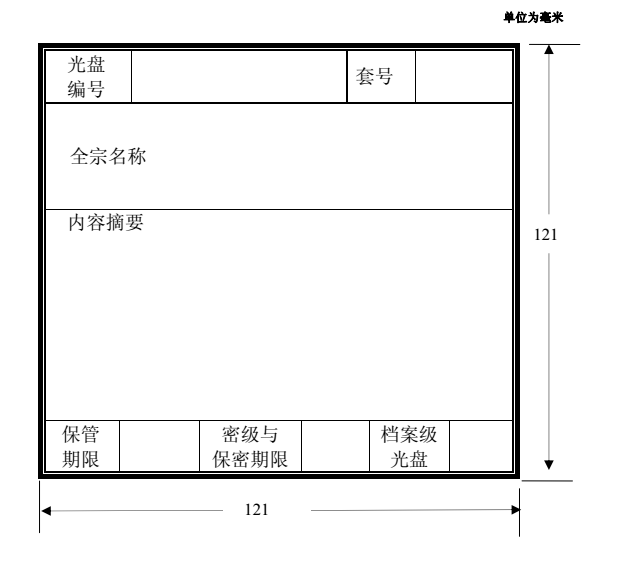 单位为毫米
光盘
编号
套号
全宗名称
内容摘要
121
保管
期限
密级与
保密期限
档案级
光盘
121